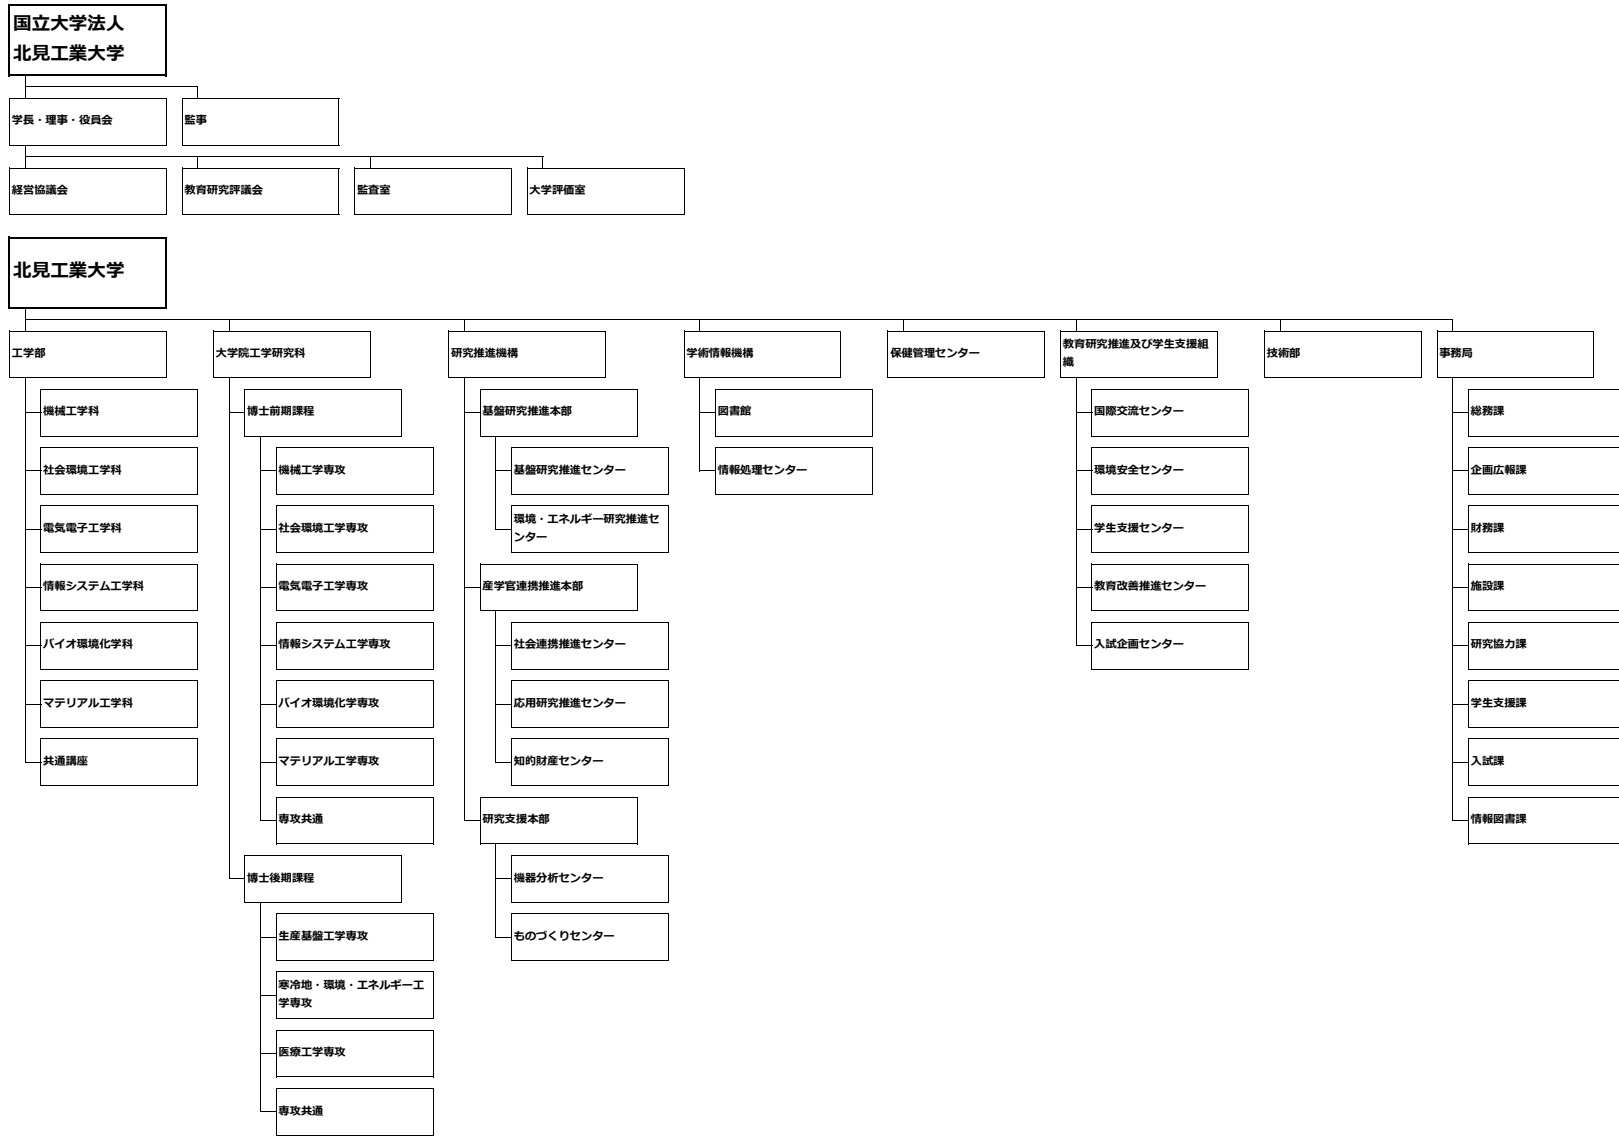 国立大学法人
北見工業大学
学長・理事・役員会
監事
経営協議会
教育研究評議会
監査室
大学評価室
北見工業大学
工学部
機械工学科
社会環境工学科
電気電子工学科
情報システム工学科
バイオ環境化学科
マテリアル工学科
共通講座
大学院工学研究科
博士前期課程
機械工学専攻
社会環境工学専攻
電気電子工学専攻
情報システム工学専攻
バイオ環境化学専攻
マテリアル工学専攻
専攻共通
博士後期課程
生産基盤工学専攻
寒冷地・環境・エネルギー工
学専攻
医療工学専攻
専攻共通
研究推進機構
基盤研究推進本部
基盤研究推進センター
環境・エネルギー研究推進セ
ンター
産学官連携推進本部
社会連携推進センター
応用研究推進センター
知的財産センター
研究支援本部
機器分析センター
ものづくりセンター
学術情報機構
図書館
情報処理センター
保健管理センター
教育研究推進及び学生支援組
織
国際交流センター
環境安全センター
学生支援センター
教育改善推進センター
入試企画センター
技術部
事務局
総務課
企画広報課
財務課
施設課
研究協力課
学生支援課
入試課
情報図書課